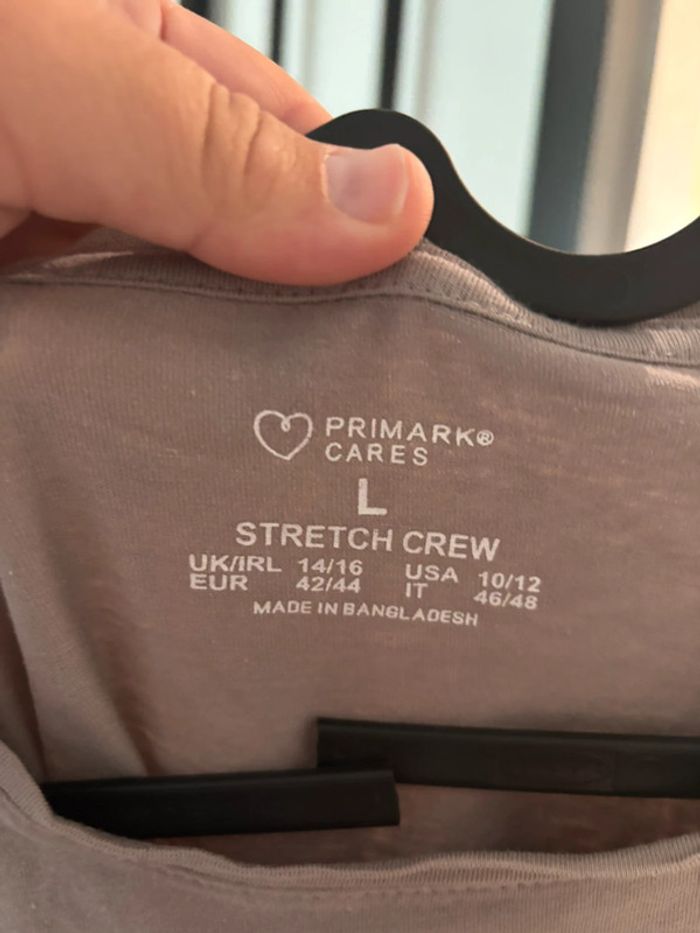 PRIMARK®
CARES
L
STRETCH CREW
UK/IRL 14/16 USA 10/12
EUR 42/44 IT 46/48
MADE IN BANGLADESH